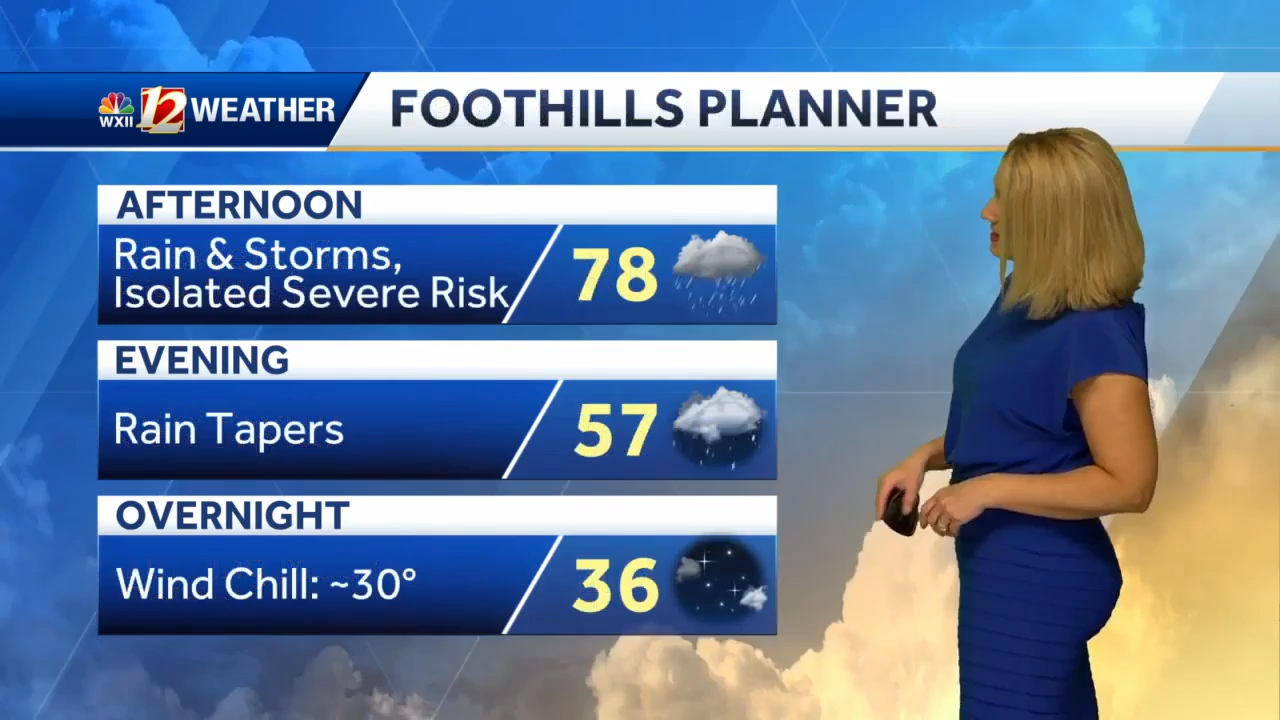 WXII 12 WEATHER
FOOTHILLS PLANNER
AFTERNOON
Rain & Storms,
Isolated Severe Risk
78
EVENING
Rain Tapers
57
OVERNIGHT
Wind Chill: ~30°
36